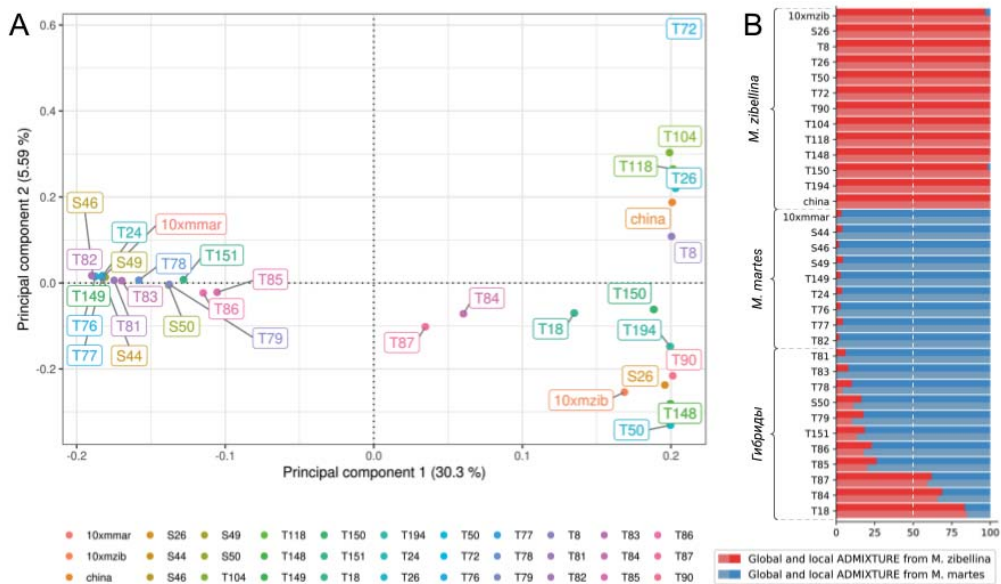 A
Principal component 2 (5.59 %)
0.6
0.4
0.2
0.0
-0.2
-0.2
-0.1
0.0
0.1
0.2
Principal component 1 (30.3 %)
T72
T104
T118
T26
china
T8
S46
T24
10xmmar
T82
S49
T78
T151
T85
T149
T83
T86
T76
T81
S50
T79
T77
S44
T84
T87
T150
T18
T194
T90
S26
10xmzib
T148
T50
10xmmar S26 S49 T118 T150 T194 T50 T77 T8 T83 T86
10xmzib S44 S50 T148 T151 T24 T72 T78 T81 T84 T87
china S46 T104 T149 T18 T26 T76 T79 T82 T85 T90
B
M. zibellina
10xmzib
S26
T8
T26
T50
T72
T90
T104
T118
T148
T150
T194
china
M. martes
10xmmar
S44
S46
S49
T149
T24
T76
T77
T82
Гибриды
T81
T83
T78
S50
T79
T151
T86
T85
T87
T84
T18
0 25 50 75 100
Global and local ADMIXTURE from M. zibellina
Global and local ADMIXTURE from M. martes